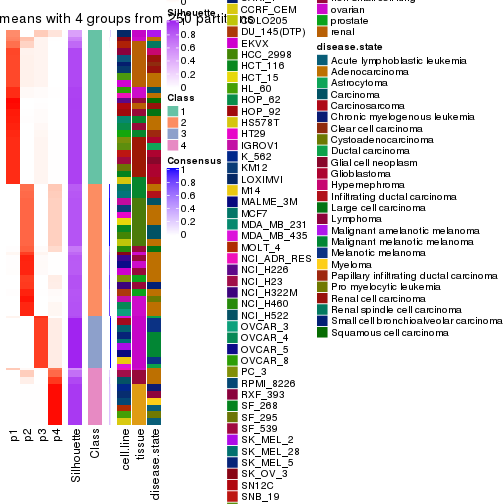 means with 4 groups from 250 partitions
Silhouette
0
1
0.8
0.6
0.4
0.2
0
Class
1
2
3
4
Consensus
1
0.8
0.6
0.4
0.2
0
p1
p2
p3
p4
Silhouette
Class
cell.line
tissue
disease.state
CCRF_CEM
COLO205
DU_145(DTP)
EKVX
HCC_2998
HCT_116
HCT_15
HL_60
HOP_62
HOP_92
HS578T
HT29
IGROV1
K_562
KM12
LOXIMVI
M14
MALME_3M
MCF7
MDA_MB_231
MDA_MB_435
MOLT_4
NCI_ADR_RES
NCI_H226
NCI_H23
NCI_H322M
NCI_H460
NCI_H522
OVCAR_3
OVCAR_4
OVCAR_5
OVCAR_8
PC_3
RPMI_8226
RXF_393
SF_268
SF_295
SF_539
SK_MEL_2
SK_MEL_28
SK_MEL_5
SK_OV_3
SN12C
SNB_19
ovarian
prostate
renal
disease.state
Acute lymphoblastic leukemia
Adenocarcinoma
Astrocytoma
Carcinoma
Carcinosarcoma
Chronic myelogenous leukemia
Clear cell carcinoma
Cystoadenocarcinoma
Ductal carcinoma
Glial cell neoplasm
Glioblastoma
Hypernephroma
Infiltrating ductal carcinoma
Large cell carcinoma
Lymphoma
Malignant amelanotic melanoma
Malignant melanotic melanoma
Melanotic melanoma
Myeloma
Papillary infiltrating ductal carcinoma
Pro myelocytic leukemia
Renal cell carcinoma
Renal spindle cell carcinoma
Small cell bronchioalveolar carcinoma
Squamous cell carcinoma